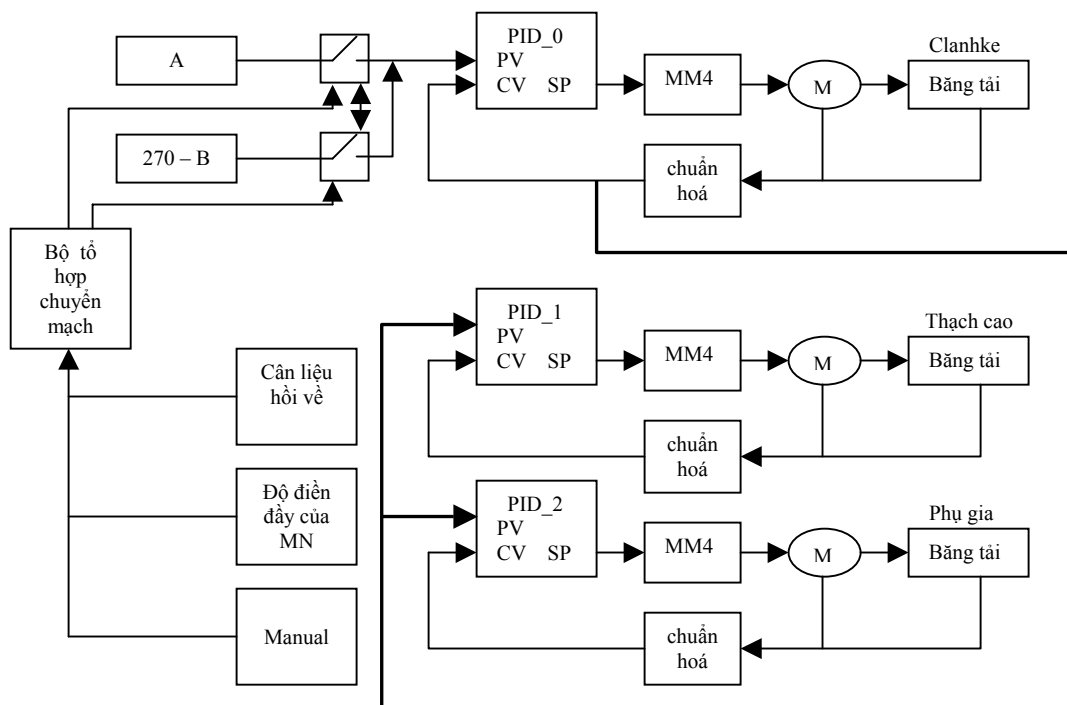 A
270 – B
Bộ tổ
hợp
chuyển
mạch
Cân liệu
hồi về
Độ điền
đầy của
MN
Manual
PID_0
PV
CV SP
MM4
M
Clanhke
Băng tải
chuẩn
hoá
PID_1
PV
CV SP
MM4
M
Thạch cao
Băng tải
chuẩn
hoá
PID_2
PV
CV SP
MM4
M
Phụ gia
Băng tải
chuẩn
hoá